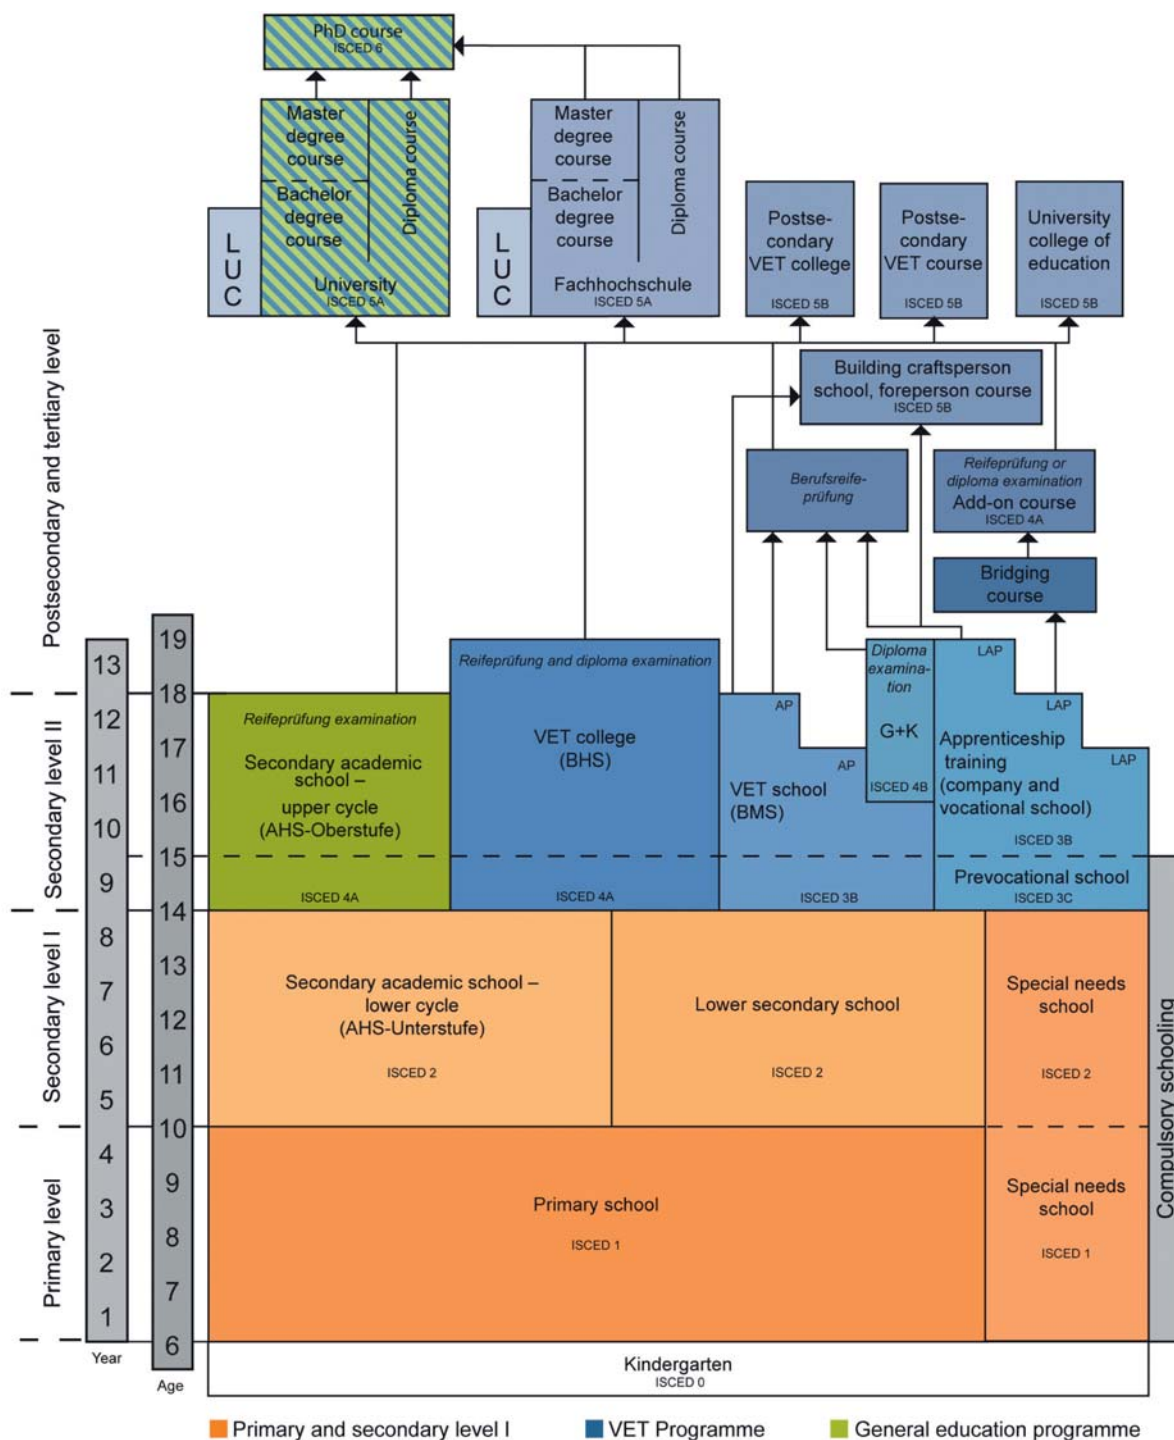 PhD course
ISCED 6
Master
degree
course
Bachelor
degree
course
Diploma course
University
ISCED 5A
L
U
C
Master
degree
course
Bachelor
degree
course
Diploma course
Fachhochschule
ISCED 5A
L
U
C
Postse-
condary
VET college
ISCED 5B
Postse-
condary
VET course
ISCED 5B
University
college of
education
ISCED 5B
Building craftsperson
school, foreperson course
ISCED 5B
Berufsreife-
prüfung
Reifeprüfung or
diploma examination
Add-on course
ISCED 4A
Bridging
course
Postsecondary and tertiary level
Secondary level II
Secondary level I
Primary level
13
12
11
10
9
8
7
6
5
4
3
2
1
Year
19
18
17
16
15
14
13
12
11
10
9
8
7
6
Age
Reifeprüfung examination
Secondary academic
school –
upper cycle
(AHS-Oberstufe)
ISCED 4A
Reifeprüfung and diploma examination
VET college
(BHS)
ISCED 4A
AP
AP
VET school
(BMS)
ISCED 3B
Diploma
examina-
tion
G+K
ISCED 4B
LAP
LAP
LAP
Apprenticeship
training
(company and
vocational school)
ISCED 3B
Prevocational school
ISCED 3C
Secondary academic school –
lower cycle
(AHS-Unterstufe)
ISCED 2
Lower secondary school
ISCED 2
Special needs
school
ISCED 2
Primary school
ISCED 1
Special needs
school
ISCED 1
Compulsory schooling
Kindergarten
ISCED 0
Primary and secondary level I
VET Programme
General education programme